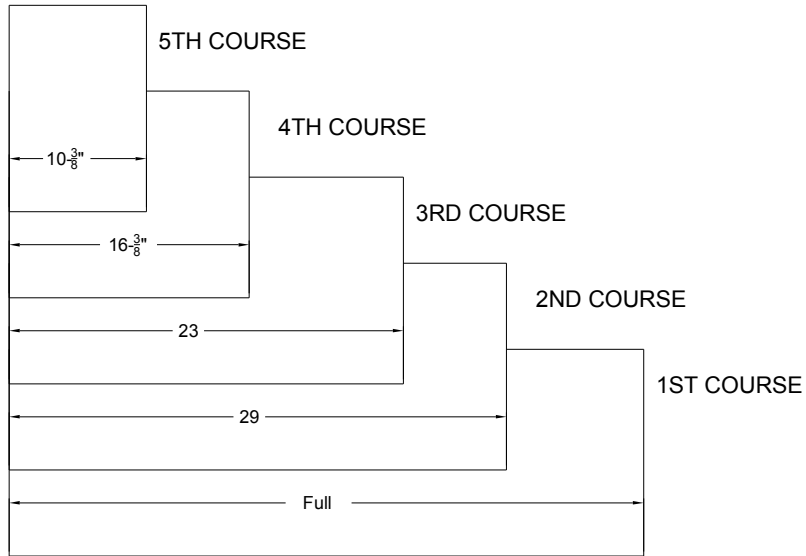 5TH COURSE
4TH COURSE
10-3/8"
3RD COURSE
16-3/8"
2ND COURSE
23
1ST COURSE
29
Full